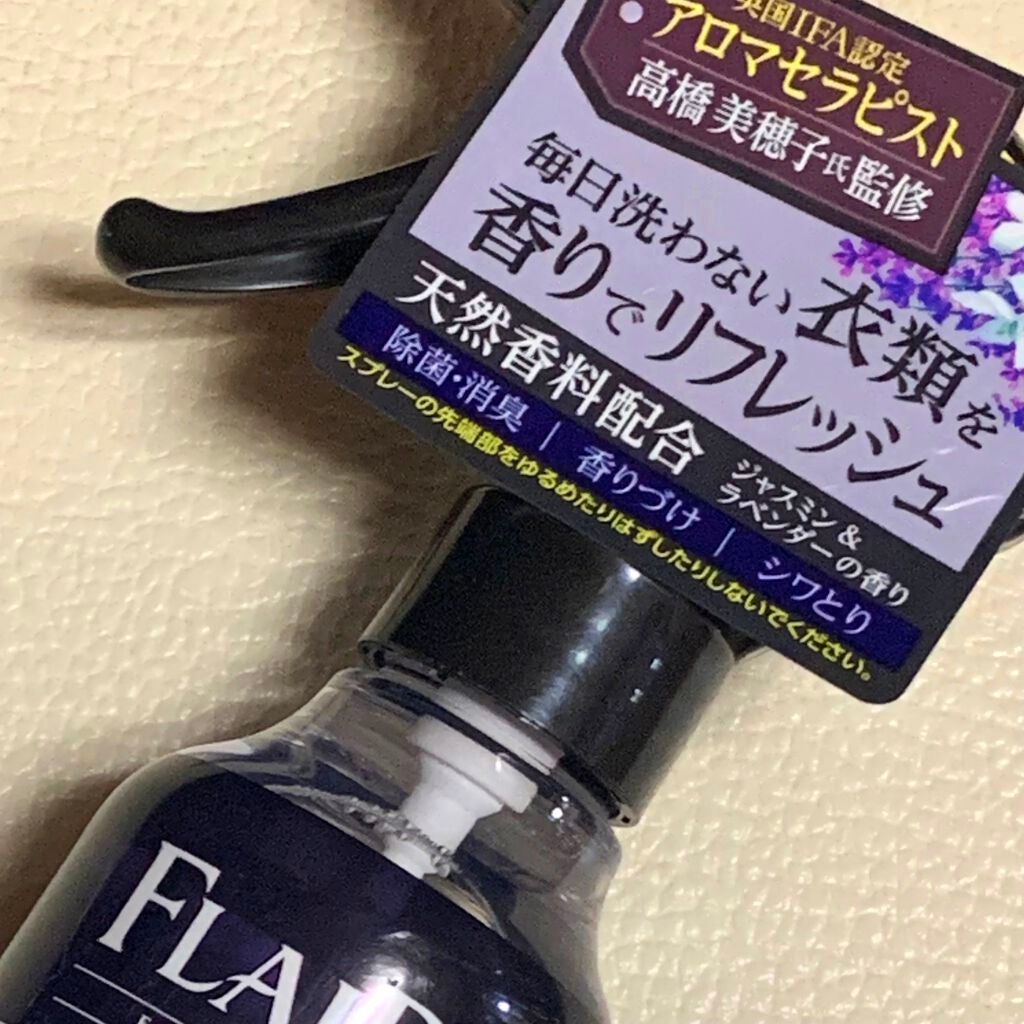 英国IFA認定
アロマセラピスト
高橋美穂子氏監修
毎日洗わない衣類を
香りでリフレッシュ
天然香料配合
ジャスミン&
ラベンダーの香り
除菌・消臭 | 香りづけ | シワとり
スプレーの先端部をゆるめたりはずしたりしないでください。
FLAIR